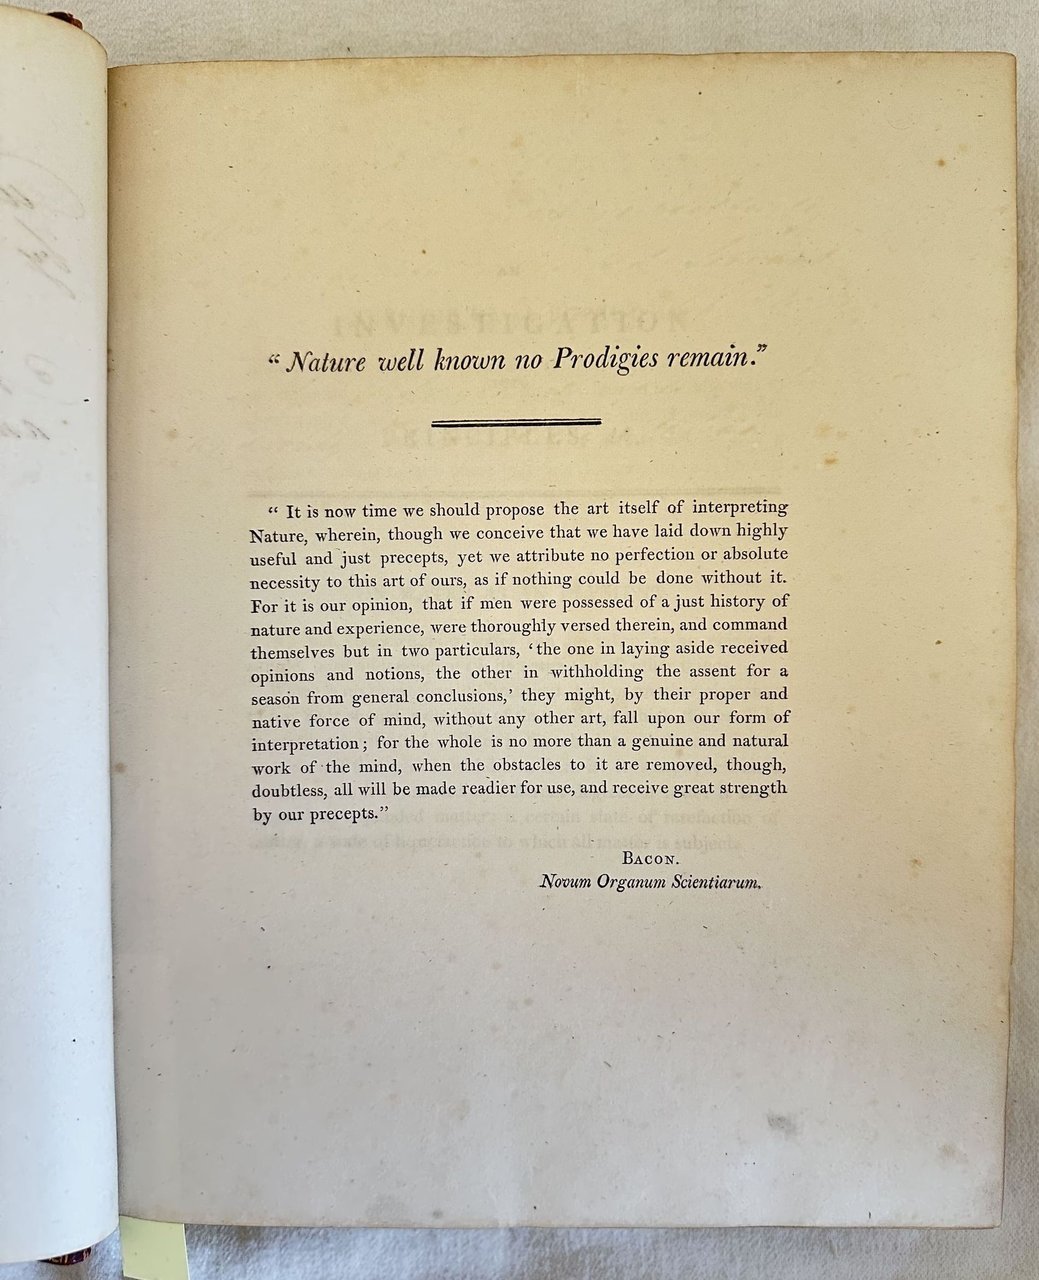 “ Nature well known no Prodigies remain.”
“ It is now time we should propose the art itself of interpreting
Nature, wherein, though we conceive that we have laid down highly
useful and just precepts, yet we attribute no perfection or absolute
necessity to this art of ours, as if nothing could be done without it.
For it is our opinion, that if men were possessed of a just history of
nature and experience, were thoroughly versed therein, and command
themselves but in two particulars, ‘ the one in laying aside received
opinions and notions, the other in withholding the assent for a
season from general conclusions,’ they might, by their proper and
native force of mind, without any other art, fall upon our form of
interpretation ; for the whole is no more than a genuine and natural
work of the mind, when the obstacles to it are removed, though,
doubtless, all will be made readier for use, and receive great strength
by our precepts.”
BACON.
Novum Organum Scientiarum.